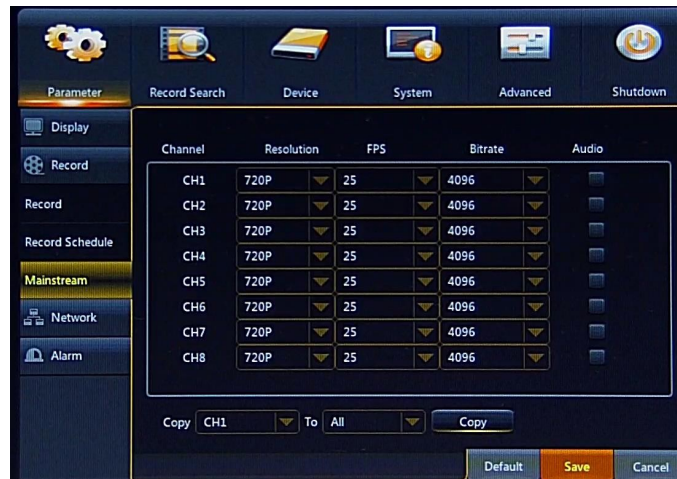 Parameter Record Search Device System Advanced Shutdown
Display
Record
Record
Record Schedule
Mainstream
Network
Alarm
Channel Resolution FPS Bitrate Audio
CH1 720P 25 4096
CH2 720P 25 4096
CH3 720P 25 4096
CH4 720P 25 4096
CH5 720P 25 4096
CH6 720P 25 4096
CH7 720P 25 4096
CH8 720P 25 4096
Copy CH1 To All Copy
Default Save Cancel